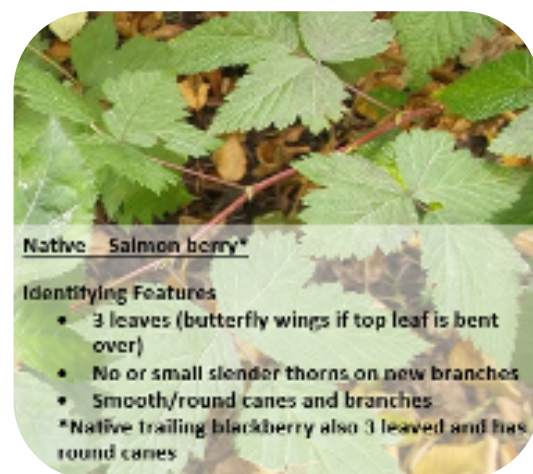 Native Salmon berry*
Identifying Features
• 3 leaves (butterfly wings if top leaf is bent
over)
• No or small slender thorns on new branches
• Smooth/round canes and branches
*Native trailing blackberry also 3 leaved and has
round canes